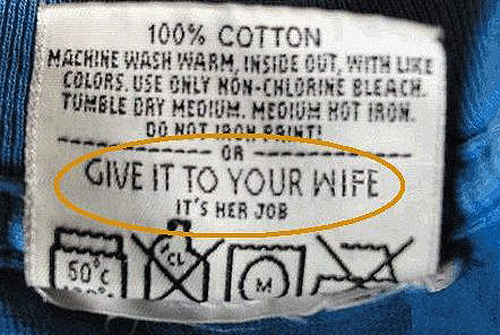 100% COTTON
MACHINE WASH WARM, INSIDE OUT, WITH LIKE
COLORS. USE ONLY NON-CHLORINE BLEACH.
TUMBLE DRY MEDIUM. MEDIUM HOT IRON.
DO NOT IRON PRINT!
OR
GIVE IT TO YOUR WIFE
IT'S HER JOB
50°C CL M